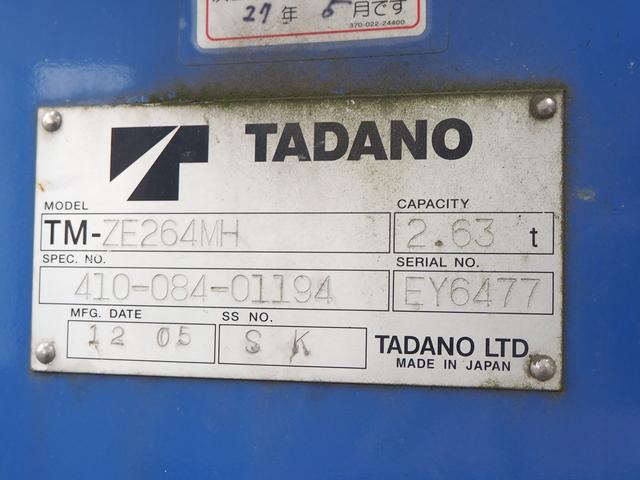 27年 5月です
370-022-24400
TADANO
MODEL
TM-ZE264MH
CAPACITY
2.63 t
SPEC. NO.
410-084-01194
SERIAL NO.
EY6477
MFG. DATE
12 05
SS NO.
S K
TADANO LTD.
MADE IN JAPAN